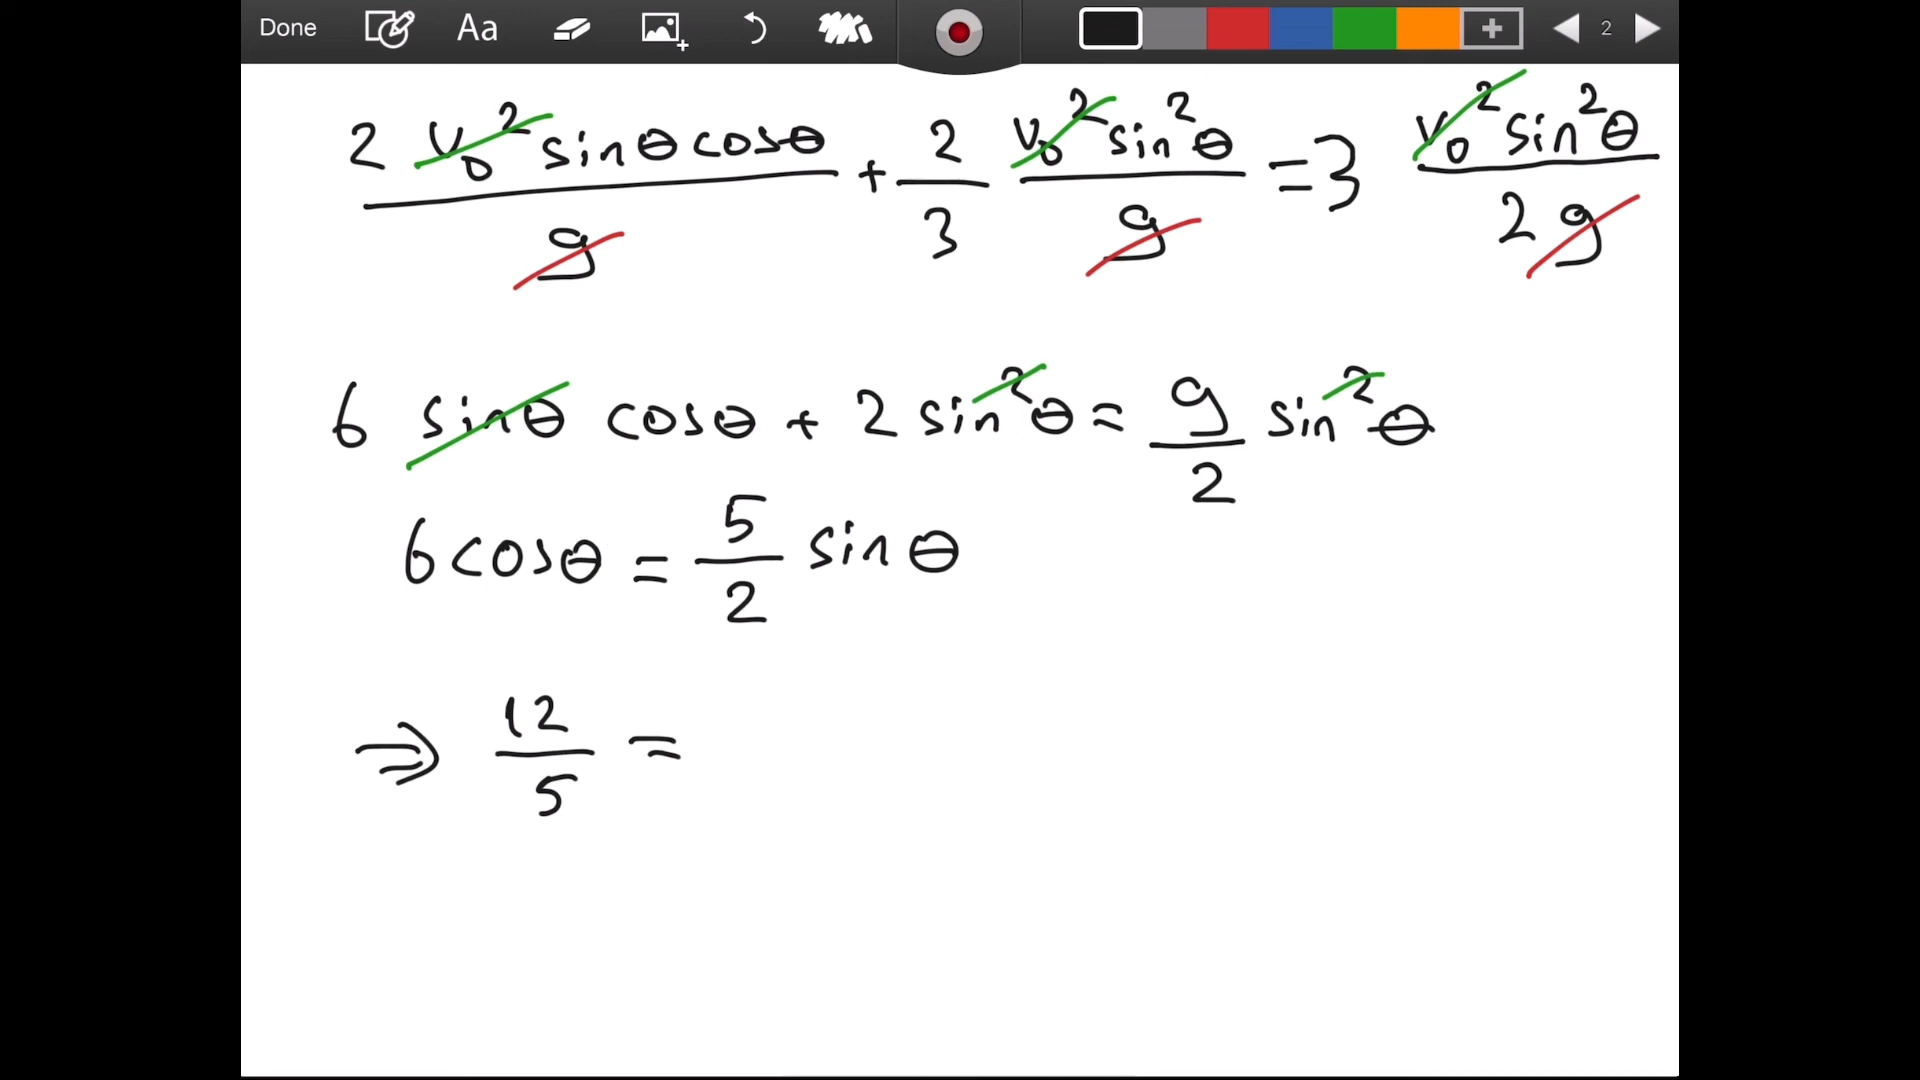 Done Aa 2
2 v₀² sinθ cosθ / g + 2/3 v₀² sin²θ / g = 3 v₀² sin²θ / 2g
6 sinθ cosθ + 2 sin²θ = 9/2 sin²θ
6 cosθ = 5/2 sinθ
⇒ 12/5 =